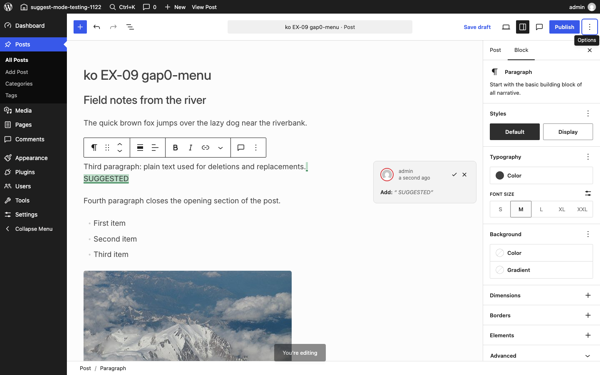 suggest-mode-testing-1122
Ctrl+K
0
New
View Post
admin
Dashboard
Posts
All Posts
Add Post
Categories
Tags
Media
Pages
Comments
Appearance
Plugins
Users
Tools
Settings
Collapse Menu
ko EX-09 gap0-menu · Post
Save draft
Publish
Options
ko EX-09 gap0-menu
Field notes from the river
The quick brown fox jumps over the lazy dog near the riverbank.
B I
Third paragraph: plain text used for deletions and replacements.
SUGGESTED
Fourth paragraph closes the opening section of the post.
· First item
· Second item
· Third item
admin
a second ago
Add: " SUGGESTED"
You're editing
Post / Paragraph
Post
Block
Paragraph
Start with the basic building block of
all narrative.
Styles
Default
Display
Typography
Color
FONT SIZE
S M L XL XXL
Background
Color
Gradient
Dimensions
Borders
Elements
Advanced